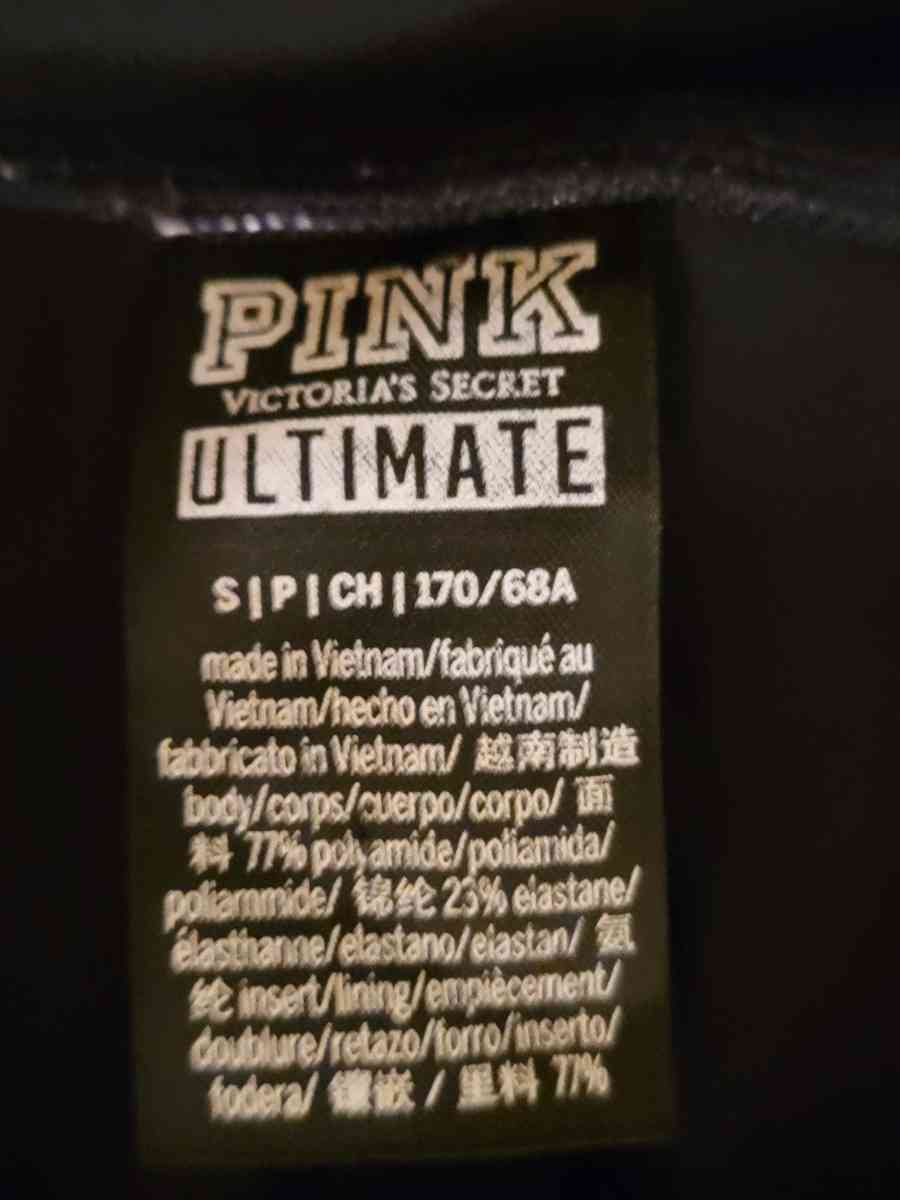 PINK
VICTORIA'S SECRET
ULTIMATE
S | P | CH | 170/68A
made in Vietnam/fabriqué au
Vietnam/hecho en Vietnam/
fabbricato in Vietnam/ 越南制造
body/corps/cuerpo/corpo/ 面
料 77% polyamide/poliamida/
poliammide/ 锦纶 23% elastane/
élasthanne/elastano/elastan/ 氨
纶 insert/lining/empiècement/
doublure/retazo/forro/inserto/
fodera/ 镶嵌 / 里料 77%